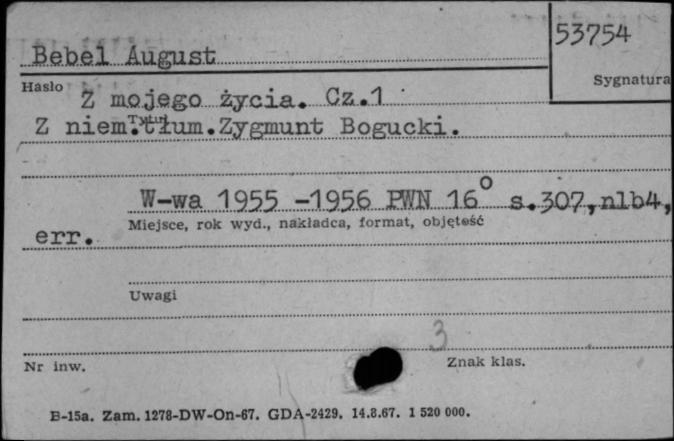 53754
Bebel August
Hasło
Sygnatura
Z mojego życia. Cz.1
Z niem.tłum.Zygmunt Bogucki.
Tytuł
W-wa 1955 -1956 PWN 16° s.307,nlb4,
Miejsce, rok wyd., nakładca, format, objętość
err.
Uwagi
3
Nr inw.
Znak klas.
B-15a. Zam. 1278-DW-On-67. GDA-2429. 14.8.67. 1 520 000.